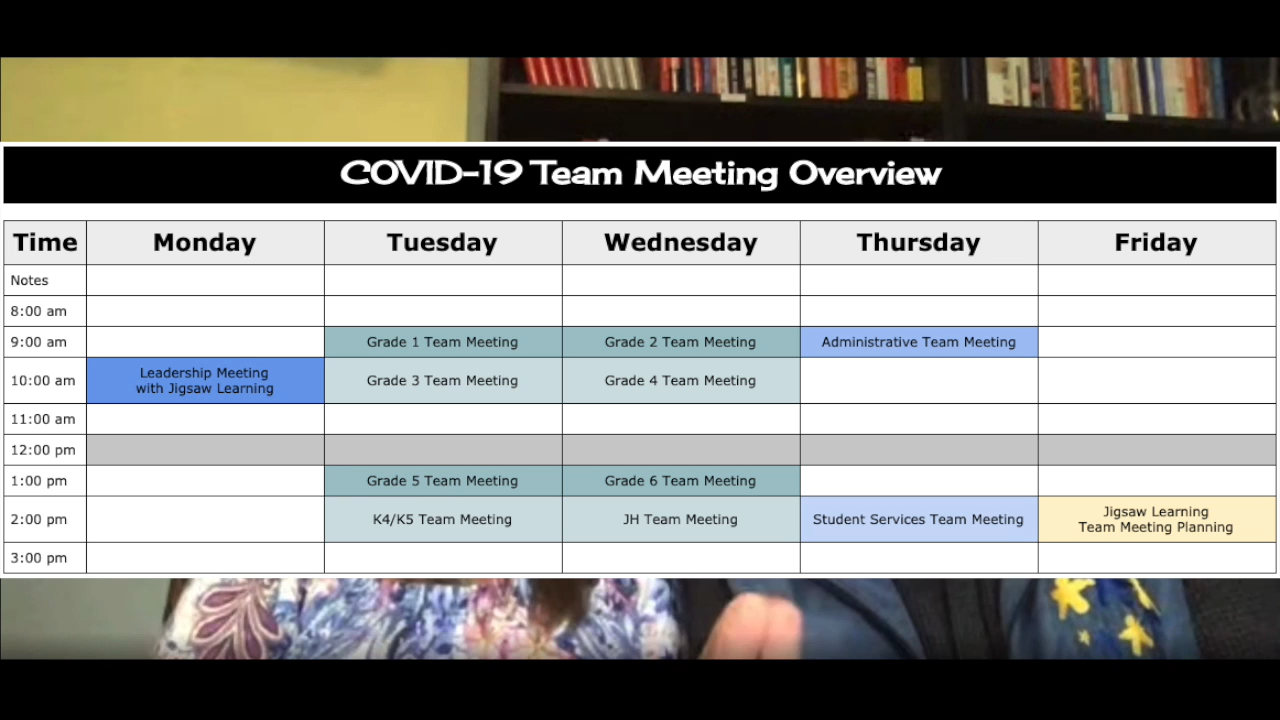 COVID-19 Team Meeting Overview
Time Monday Tuesday Wednesday Thursday Friday
Notes
8:00 am
9:00 am Grade 1 Team Meeting Grade 2 Team Meeting Administrative Team Meeting
10:00 am Leadership Meeting with Jigsaw Learning Grade 3 Team Meeting Grade 4 Team Meeting
11:00 am
12:00 pm
1:00 pm Grade 5 Team Meeting Grade 6 Team Meeting
2:00 pm K4/K5 Team Meeting JH Team Meeting Student Services Team Meeting Jigsaw Learning Team Meeting Planning
3:00 pm